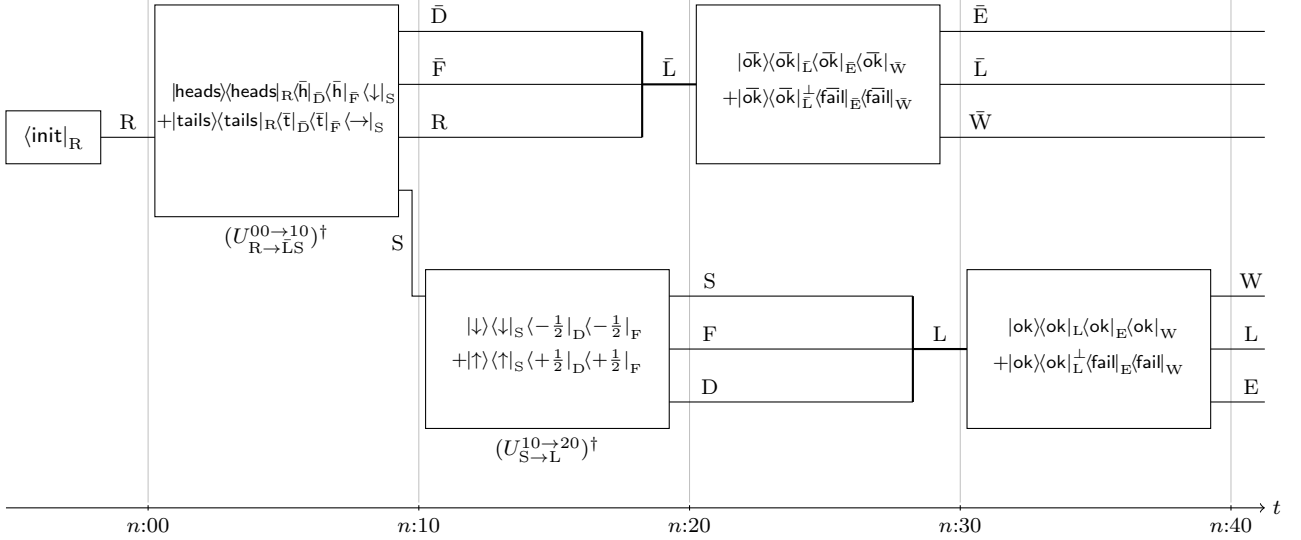 D̄
Ē
|heads⟩⟨heads|_R⟨h̄|_D̄⟨h̄|_F̄⟨↓|_S
+|tails⟩⟨tails|_R⟨t̄|_D̄⟨t̄|_F̄⟨→|_S
F̄
L̄
|o̅k̅⟩⟨o̅k̅|_L̄⟨o̅k̅|_Ē⟨o̅k̅|_W̄
+|o̅k̅⟩⟨o̅k̅|^⊥_L̄⟨f̅a̅i̅l̅|_Ē⟨f̅a̅i̅l̅|_W̄
L̄
⟨init|_R
R
R
W̄
(U^{00→10}_{R→L̄S})^†
S
S
W
|↓⟩⟨↓|_S⟨−1/2|_D⟨−1/2|_F
+|↑⟩⟨↑|_S⟨+1/2|_D⟨+1/2|_F
F
L
|ok⟩⟨ok|_L⟨ok|_E⟨ok|_W
+|ok⟩⟨ok|^⊥_L⟨fail|_E⟨fail|_W
L
D
E
(U^{10→20}_{S→L})^†
t
n:00 n:10 n:20 n:30 n:40